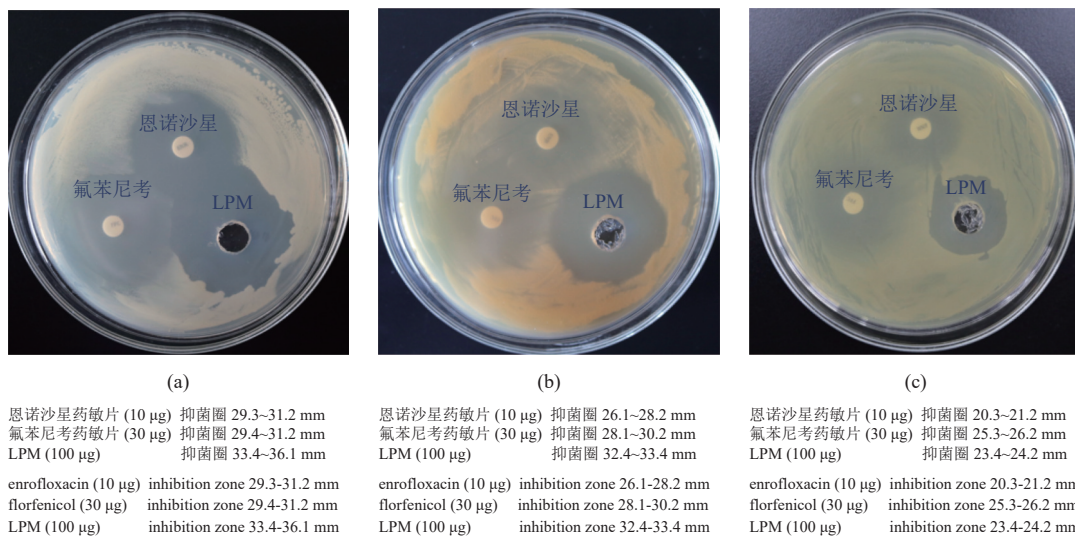 恩诺沙星
氟苯尼考
LPM
恩诺沙星
氟苯尼考
LPM
恩诺沙星
氟苯尼考
LPM
(a)
恩诺沙星药敏片 (10 μg) 抑菌圈 29.3~31.2 mm
氟苯尼考药敏片 (30 μg) 抑菌圈 29.4~31.2 mm
LPM (100 μg) 抑菌圈 33.4~36.1 mm
enrofloxacin (10 μg) inhibition zone 29.3-31.2 mm
florfenicol (30 μg) inhibition zone 29.4-31.2 mm
LPM (100 μg) inhibition zone 33.4-36.1 mm
(b)
恩诺沙星药敏片 (10 μg) 抑菌圈 26.1~28.2 mm
氟苯尼考药敏片 (30 μg) 抑菌圈 28.1~30.2 mm
LPM (100 μg) 抑菌圈 32.4~33.4 mm
enrofloxacin (10 μg) inhibition zone 26.1-28.2 mm
florfenicol (30 μg) inhibition zone 28.1-30.2 mm
LPM (100 μg) inhibition zone 32.4-33.4 mm
(c)
恩诺沙星药敏片 (10 μg) 抑菌圈 20.3~21.2 mm
氟苯尼考药敏片 (30 μg) 抑菌圈 25.3~26.2 mm
LPM (100 μg) 抑菌圈 23.4~24.2 mm
enrofloxacin (10 μg) inhibition zone 20.3-21.2 mm
florfenicol (30 μg) inhibition zone 25.3-26.2 mm
LPM (100 μg) inhibition zone 23.4-24.2 mm